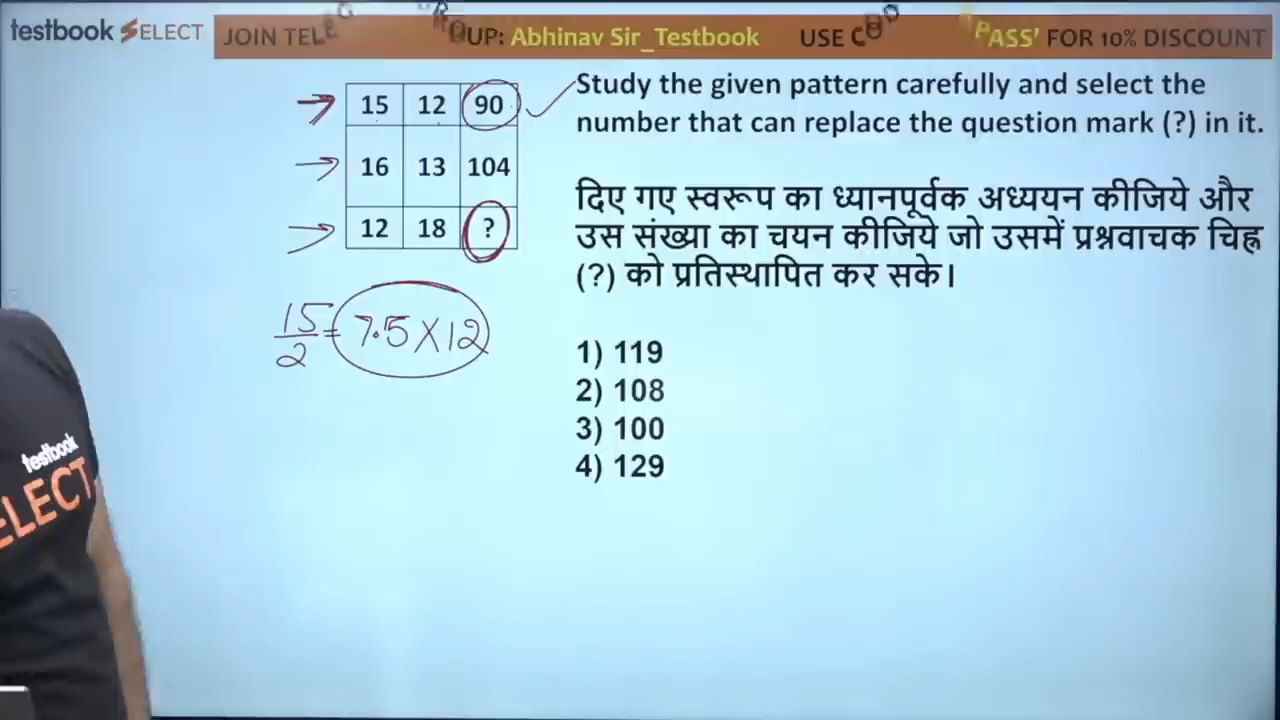 testbook SELECT
JOIN TELEG UP: Abhinav Sir_Testbook USE COD PASS' FOR 10% DISCOUNT
15 12 90
16 13 104
12 18 ?
15/2 = 7.5 X 12
Study the given pattern carefully and select the
number that can replace the question mark (?) in it.
दिए गए स्वरूप का ध्यानपूर्वक अध्ययन कीजिये और
उस संख्या का चयन कीजिये जो उसमें प्रश्नवाचक चिह्न
(?) को प्रतिस्थापित कर सके।
1) 119
2) 108
3) 100
4) 129
testbook
ELECT